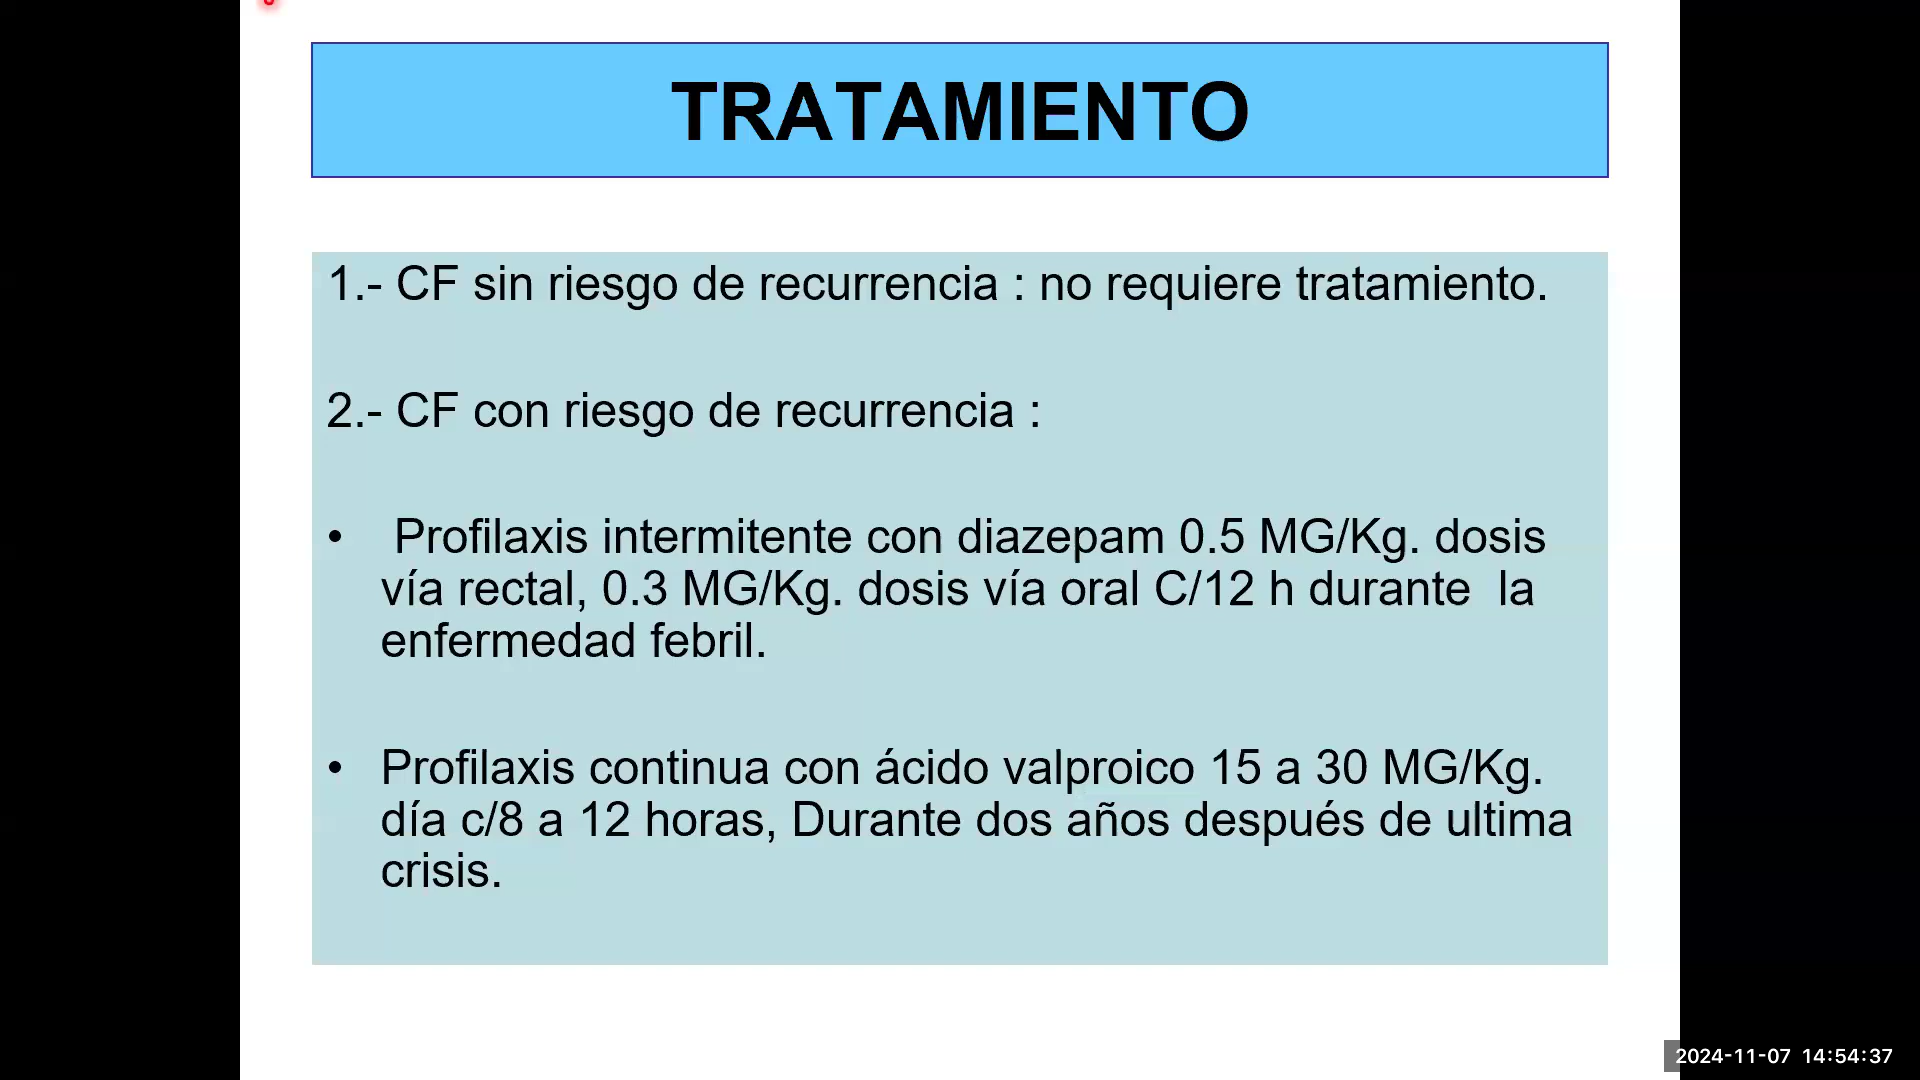 TRATAMIENTO
1.- CF sin riesgo de recurrencia : no requiere tratamiento.
2.- CF con riesgo de recurrencia :
• Profilaxis intermitente con diazepam 0.5 MG/Kg. dosis
vía rectal, 0.3 MG/Kg. dosis vía oral C/12 h durante la
enfermedad febril.
• Profilaxis continua con ácido valproico 15 a 30 MG/Kg.
día c/8 a 12 horas, Durante dos años después de ultima
crisis.
2024-11-07 14:54:37